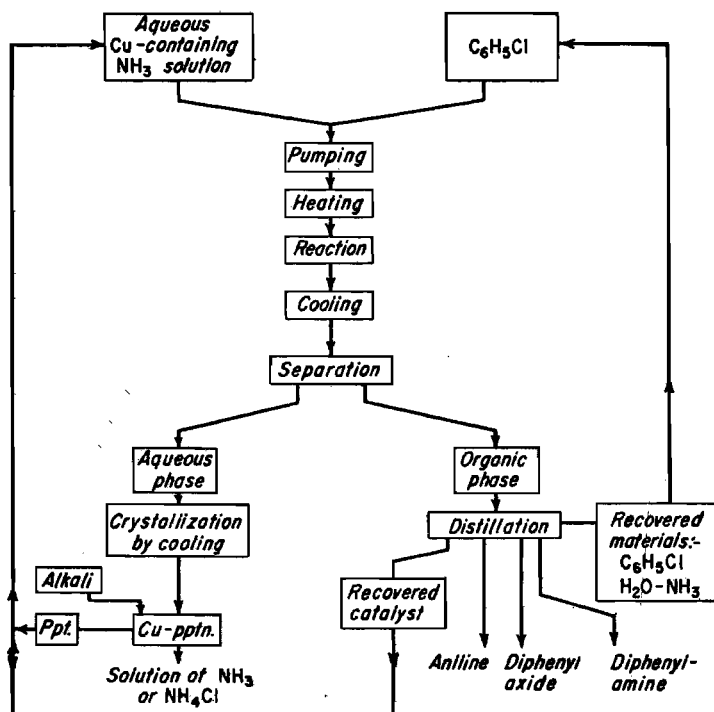 Aqueous
Cu-containing
NH₃ solution
C₆H₅Cl
Pumping
Heating
Reaction
Cooling
Separation
Aqueous
phase
Organic
phase
Crystallization
by cooling
Distillation
Recovered
materials:-
C₆H₅Cl
H₂O-NH₃
Alkali
Recovered
catalyst
Ppt.
Cu-pptn.
Solution of NH₃
or NH₄Cl
Aniline
Diphenyl
oxide
Diphenyl-
amine